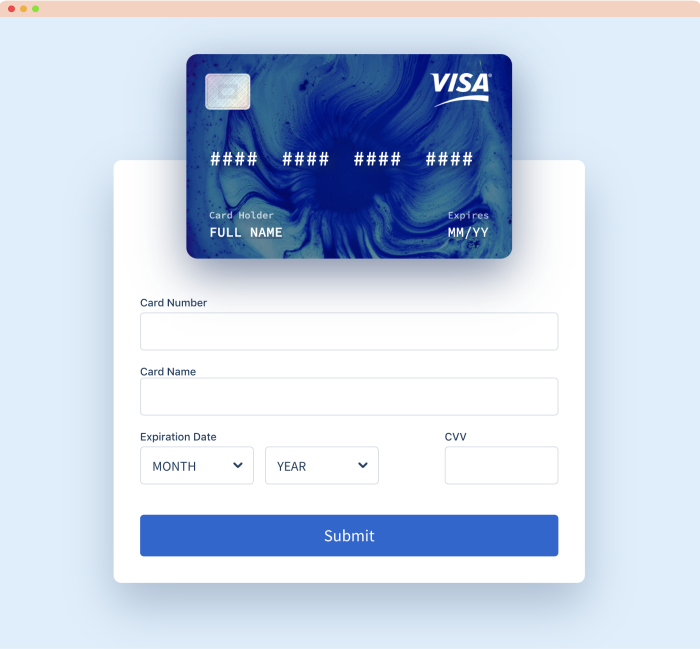 VISA
#### #### #### ####
Card Holder
Expires
FULL NAME
MM/YY
Card Number
Card Name
Expiration Date
CVV
MONTH
YEAR
Submit